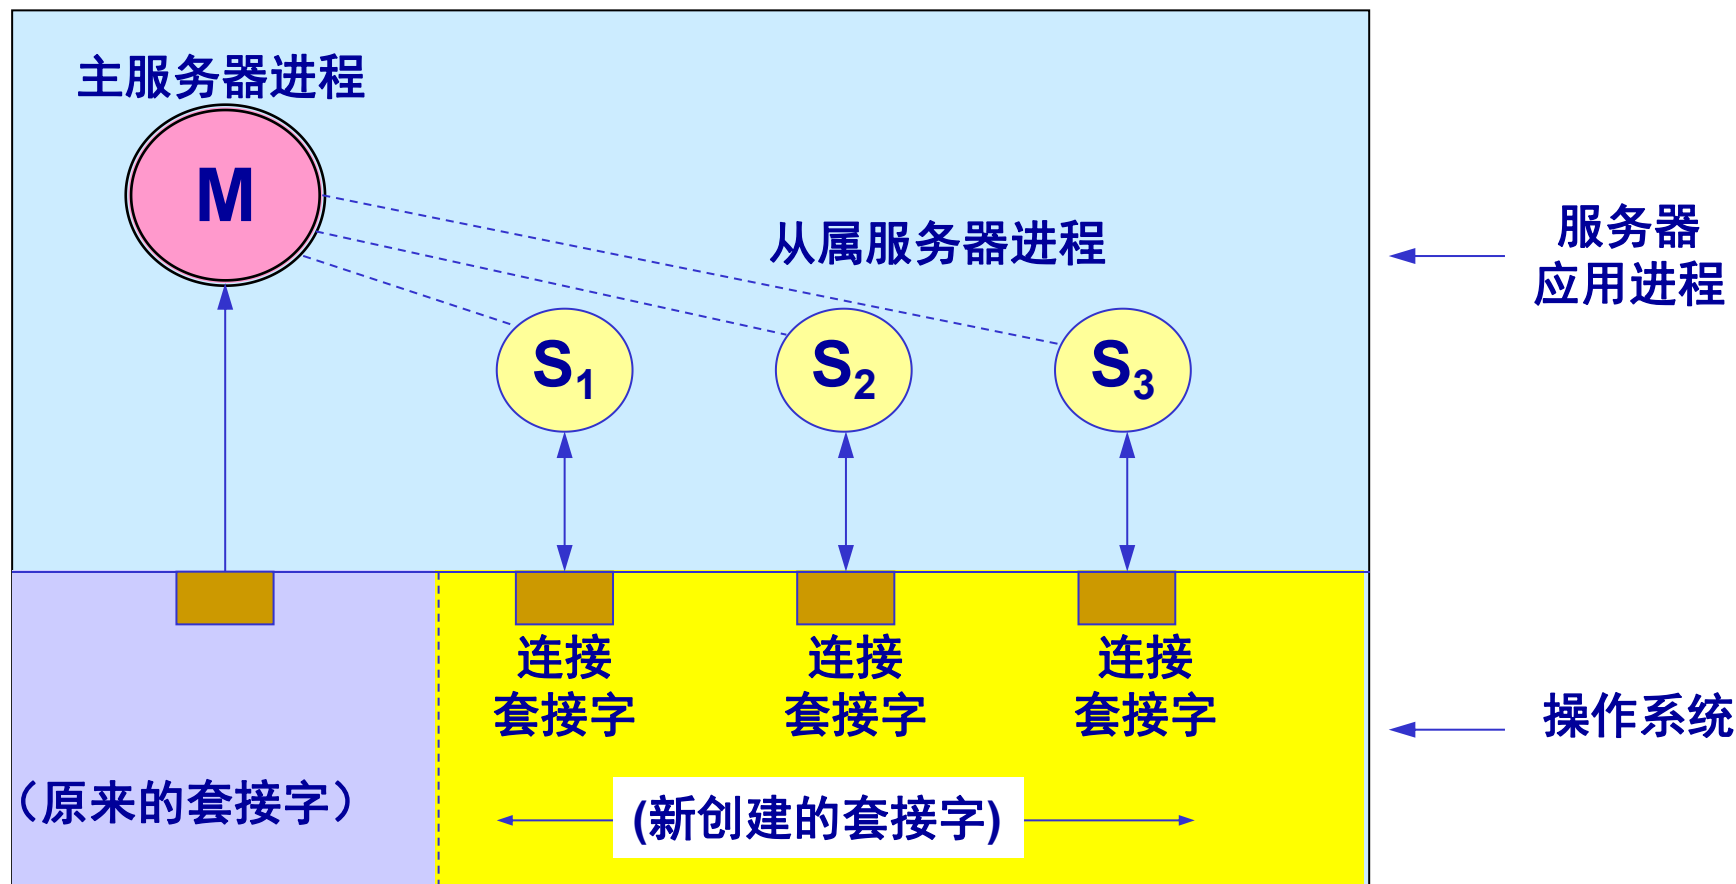 主服务器进程
M
从属服务器进程
服务器
应用进程
S₁
S₂
S₃
连接
套接字
连接
套接字
连接
套接字
操作系统
（原来的套接字）
(新创建的套接字)